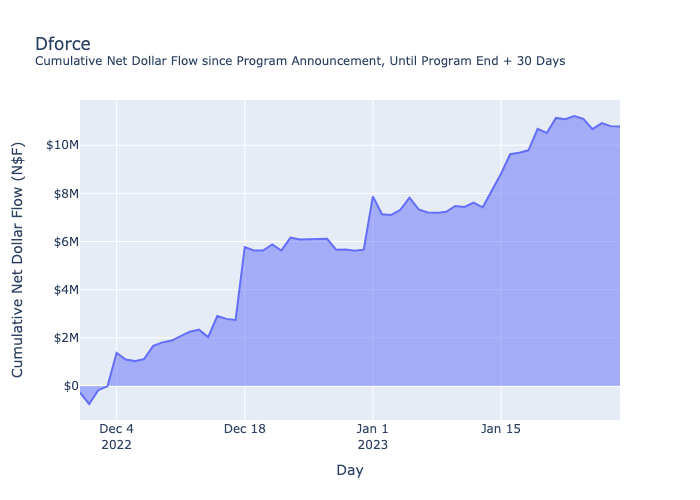 Dforce
Cumulative Net Dollar Flow since Program Announcement, Until Program End + 30 Days
Cumulative Net Dollar Flow (N$F)
$10M
$8M
$6M
$4M
$2M
$0
Dec 4
2022
Dec 18
Jan 1
2023
Jan 15
Day